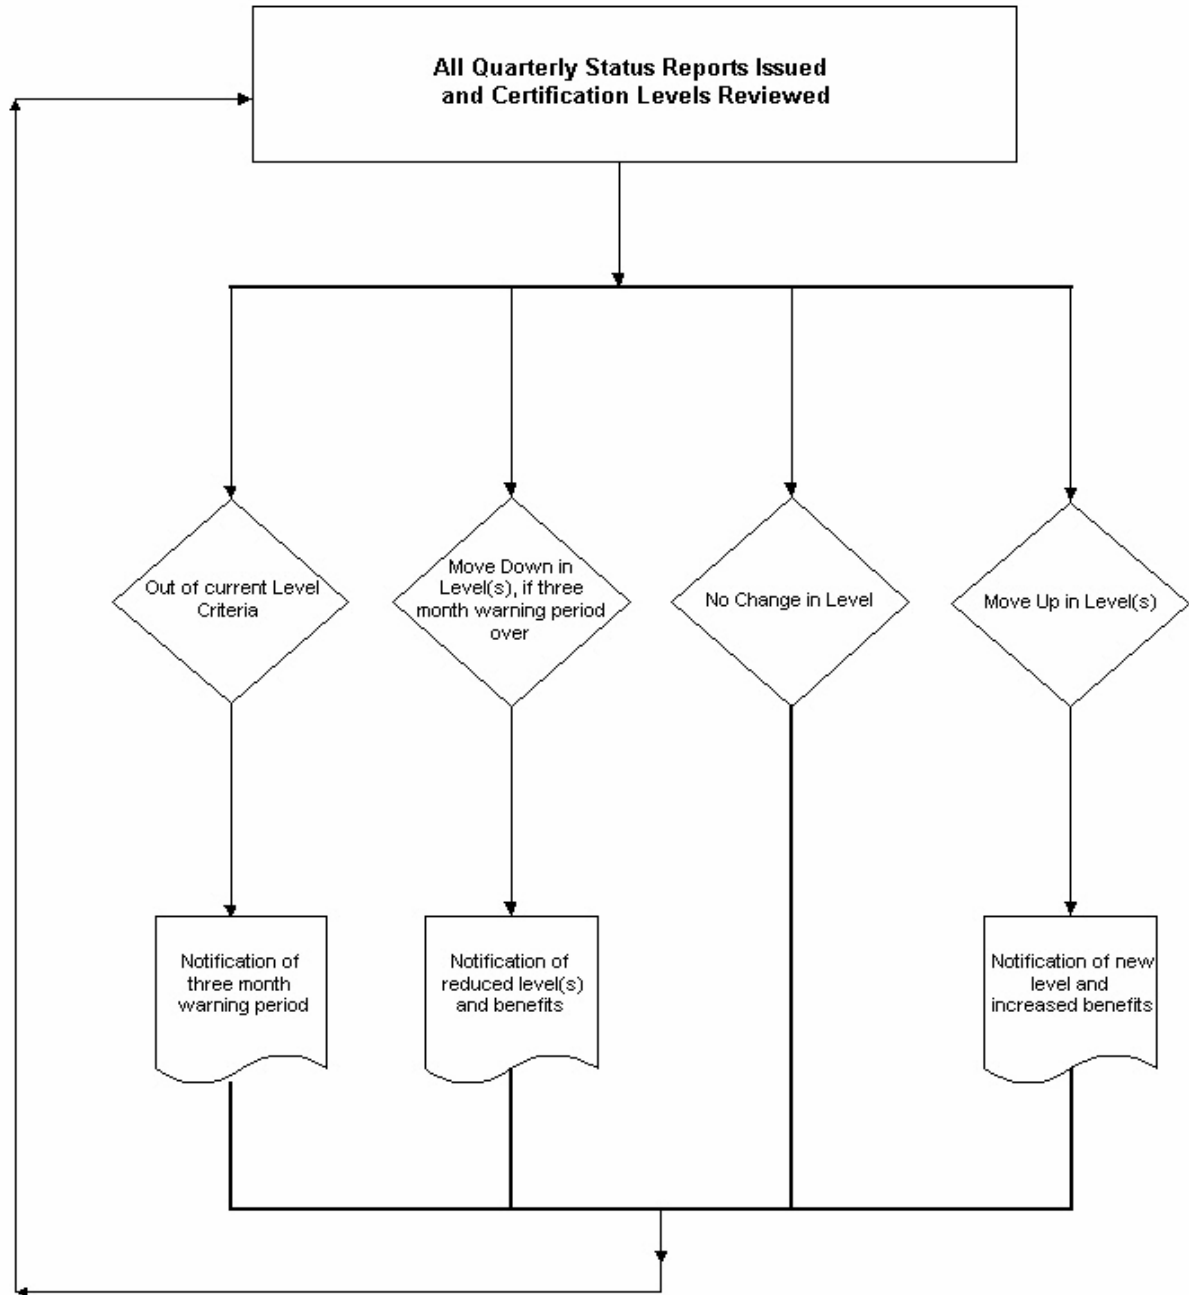 All Quarterly Status Reports Issued
and Certification Levels Reviewed
Out of current Level
Criteria
Move Down in
Level(s), if three
month warning period
over
No Change in Level
Move Up in Level(s)
Notification of
three month
warning period
Notification of
reduced level(s)
and benefits
Notification of new
level and
increased benefits